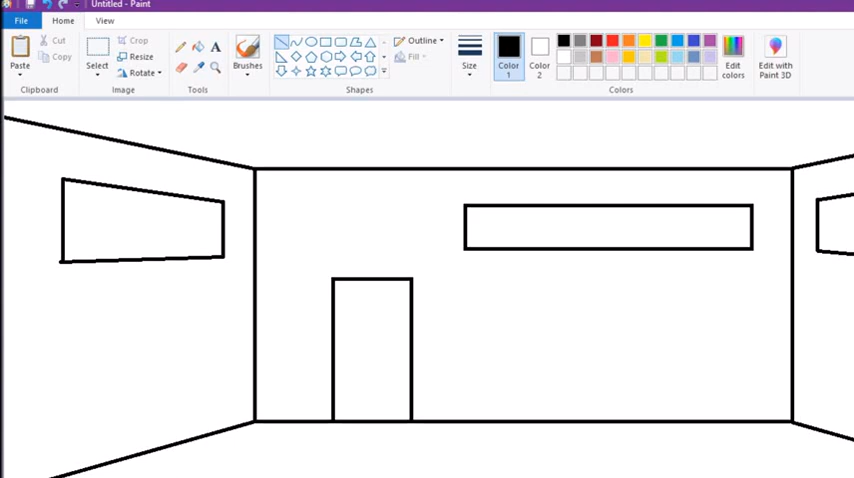 Untitled - Paint
File Home View
Paste
Cut
Copy
Clipboard
Select
Crop
Resize
Rotate
Image
A
Tools
Brushes
Outline
Fill
Shapes
Size
Color 1
Color 2
Edit colors
Colors
Edit with Paint 3D